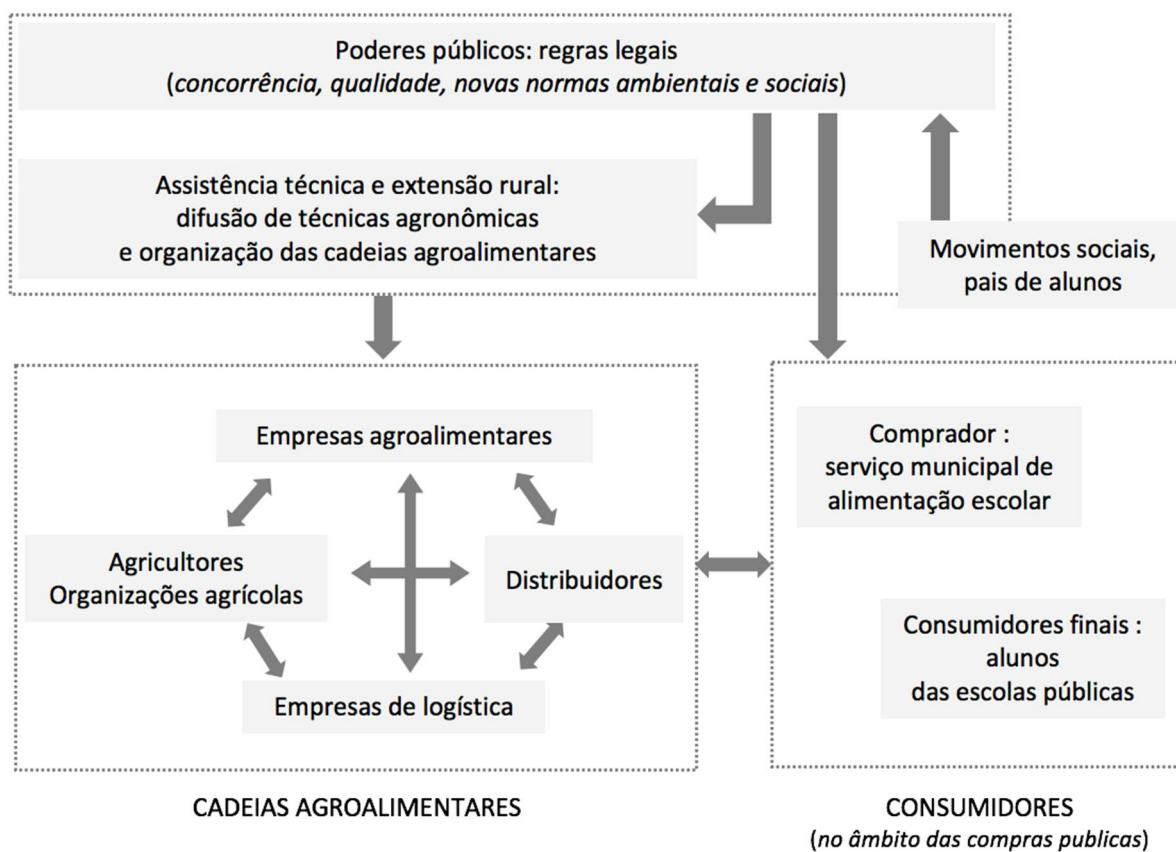 Poderes públicos: regras legais
(concorrência, qualidade, novas normas ambientais e sociais)
Assistência técnica e extensão rural:
difusão de técnicas agronômicas
e organização das cadeias agroalimentares
Movimentos sociais,
pais de alunos
Empresas agroalimentares
Agricultores
Organizações agrícolas
Distribuidores
Empresas de logística
Comprador :
serviço municipal de
alimentação escolar
Consumidores finais :
alunos
das escolas públicas
CADEIAS AGROALIMENTARES
CONSUMIDORES
(no âmbito das compras publicas)